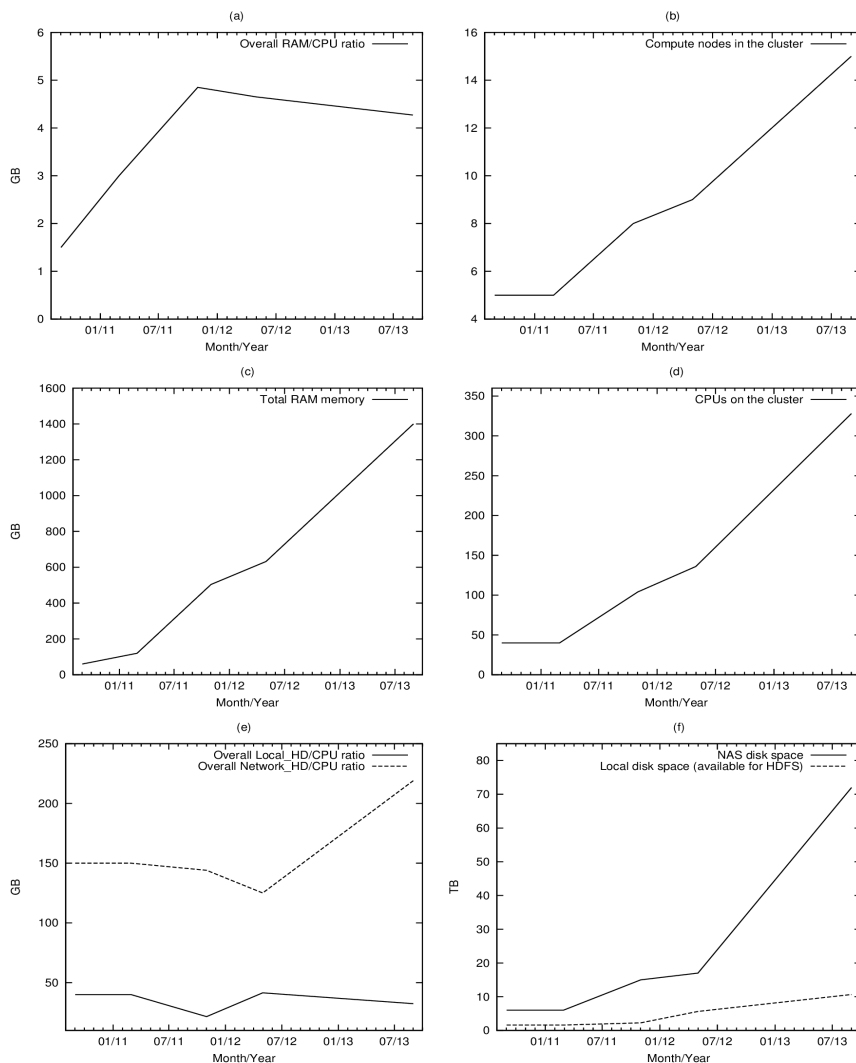 (a)
Overall RAM/CPU ratio
6
5
4
3
2
1
0
GB
01/11 07/11 01/12 07/12 01/13 07/13
Month/Year
(b)
Compute nodes in the cluster
16
14
12
10
8
6
4
01/11 07/11 01/12 07/12 01/13 07/13
Month/Year
(c)
Total RAM memory
1600
1400
1200
1000
800
600
400
200
0
GB
01/11 07/11 01/12 07/12 01/13 07/13
Month/Year
(d)
CPUs on the cluster
350
300
250
200
150
100
50
0
01/11 07/11 01/12 07/12 01/13 07/13
Month/Year
(e)
Overall Local_HD/CPU ratio
Overall Network_HD/CPU ratio
250
200
150
100
50
GB
01/11 07/11 01/12 07/12 01/13 07/13
Month/Year
(f)
NAS disk space
Local disk space (available for HDFS)
80
70
60
50
40
30
20
10
0
TB
01/11 07/11 01/12 07/12 01/13 07/13
Month/Year